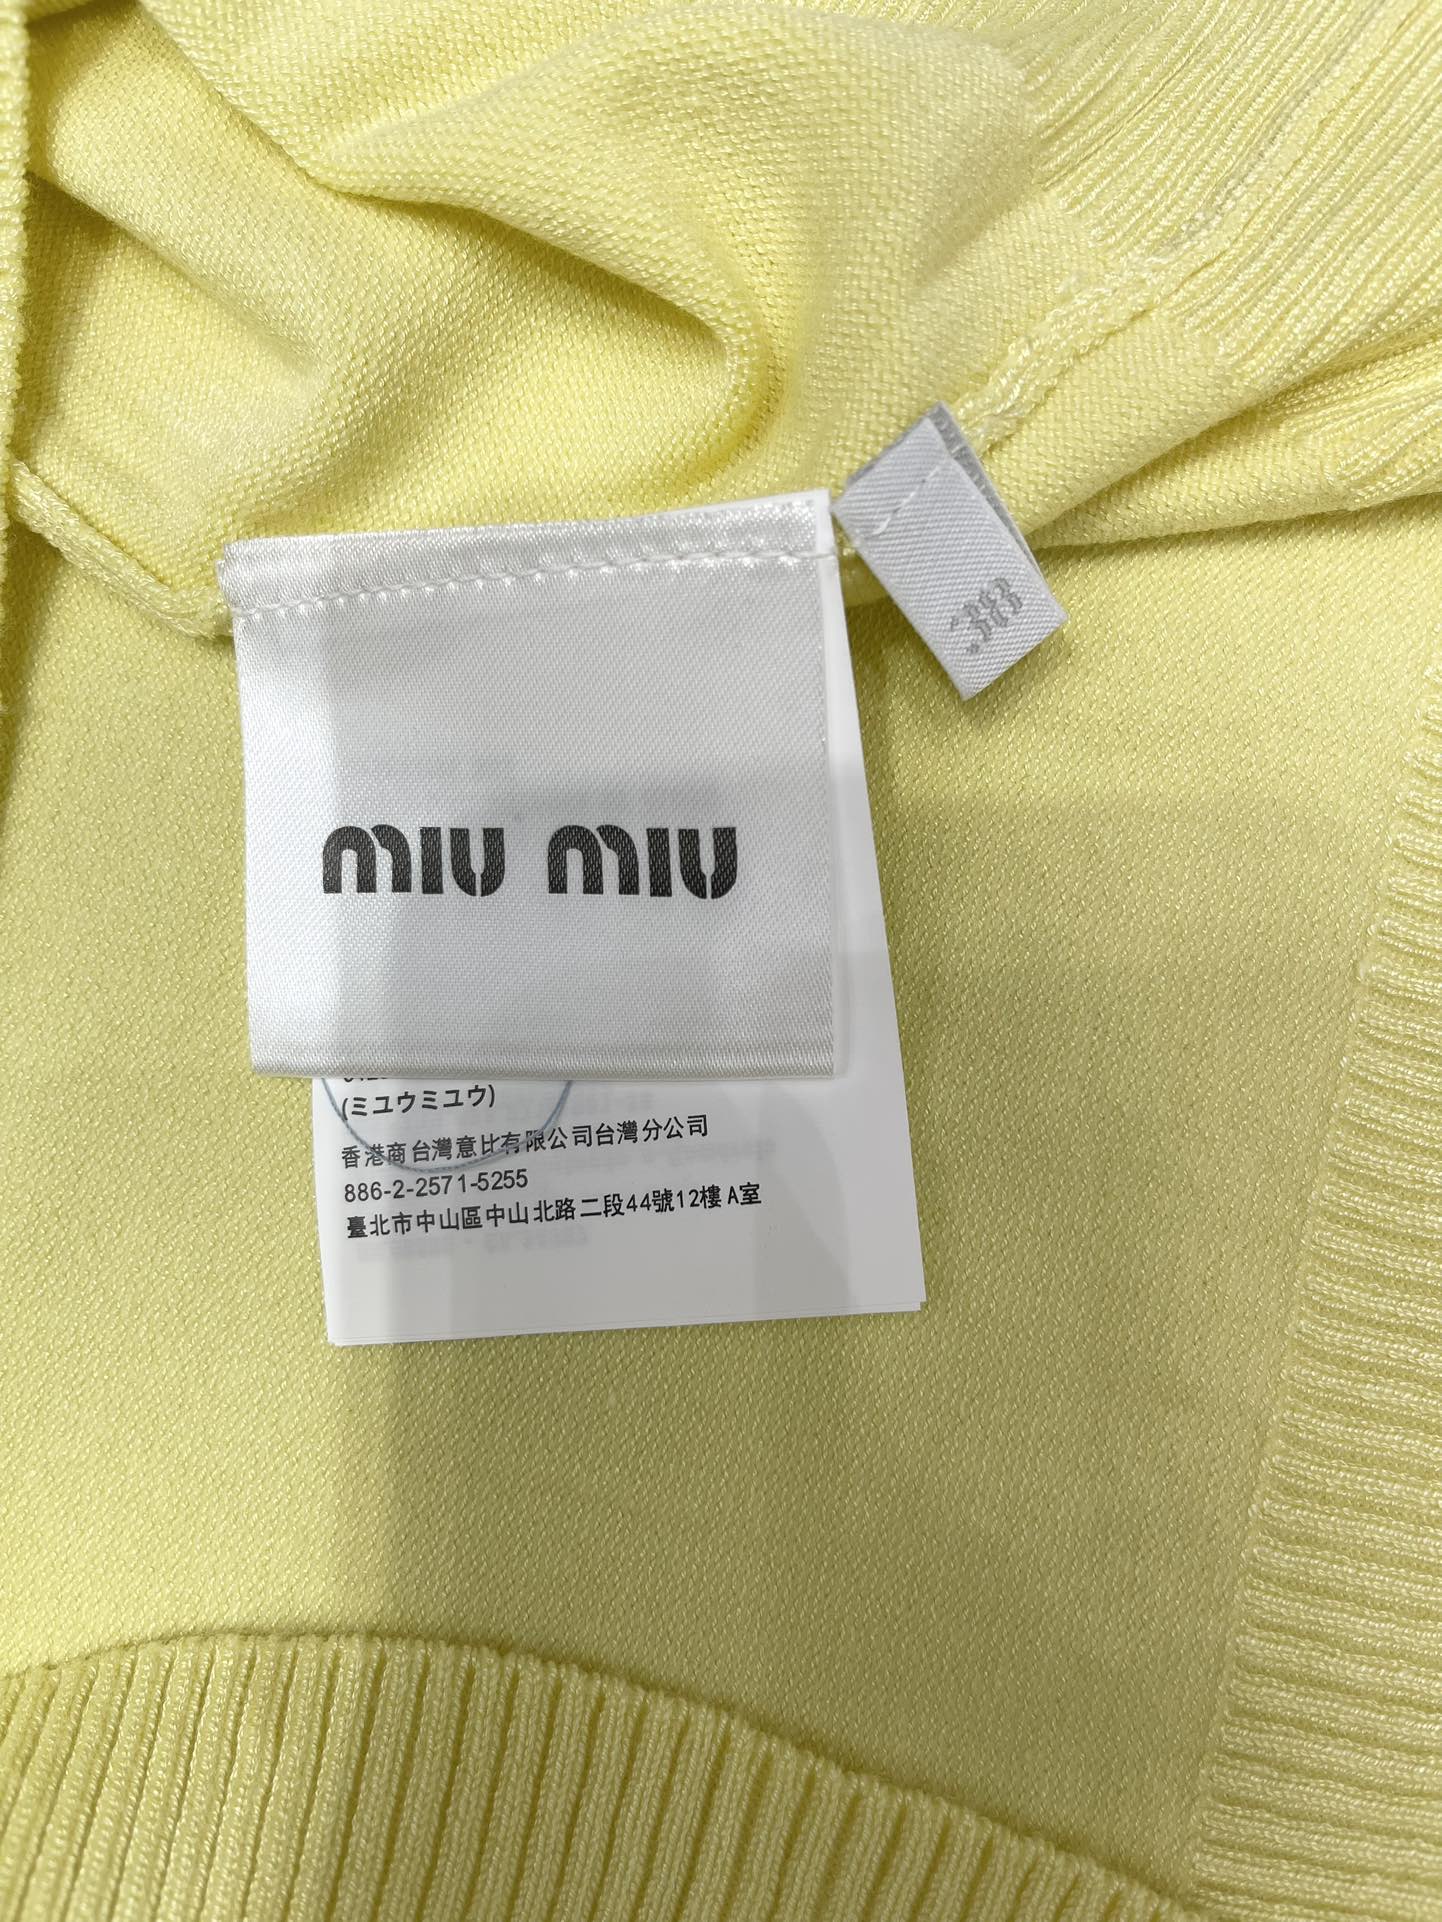 miu miu
(ミユウミユウ)
香港商台灣意比有限公司台灣分公司
886-2-2571-5255
臺北市中山區中山北路二段44號12樓 A室